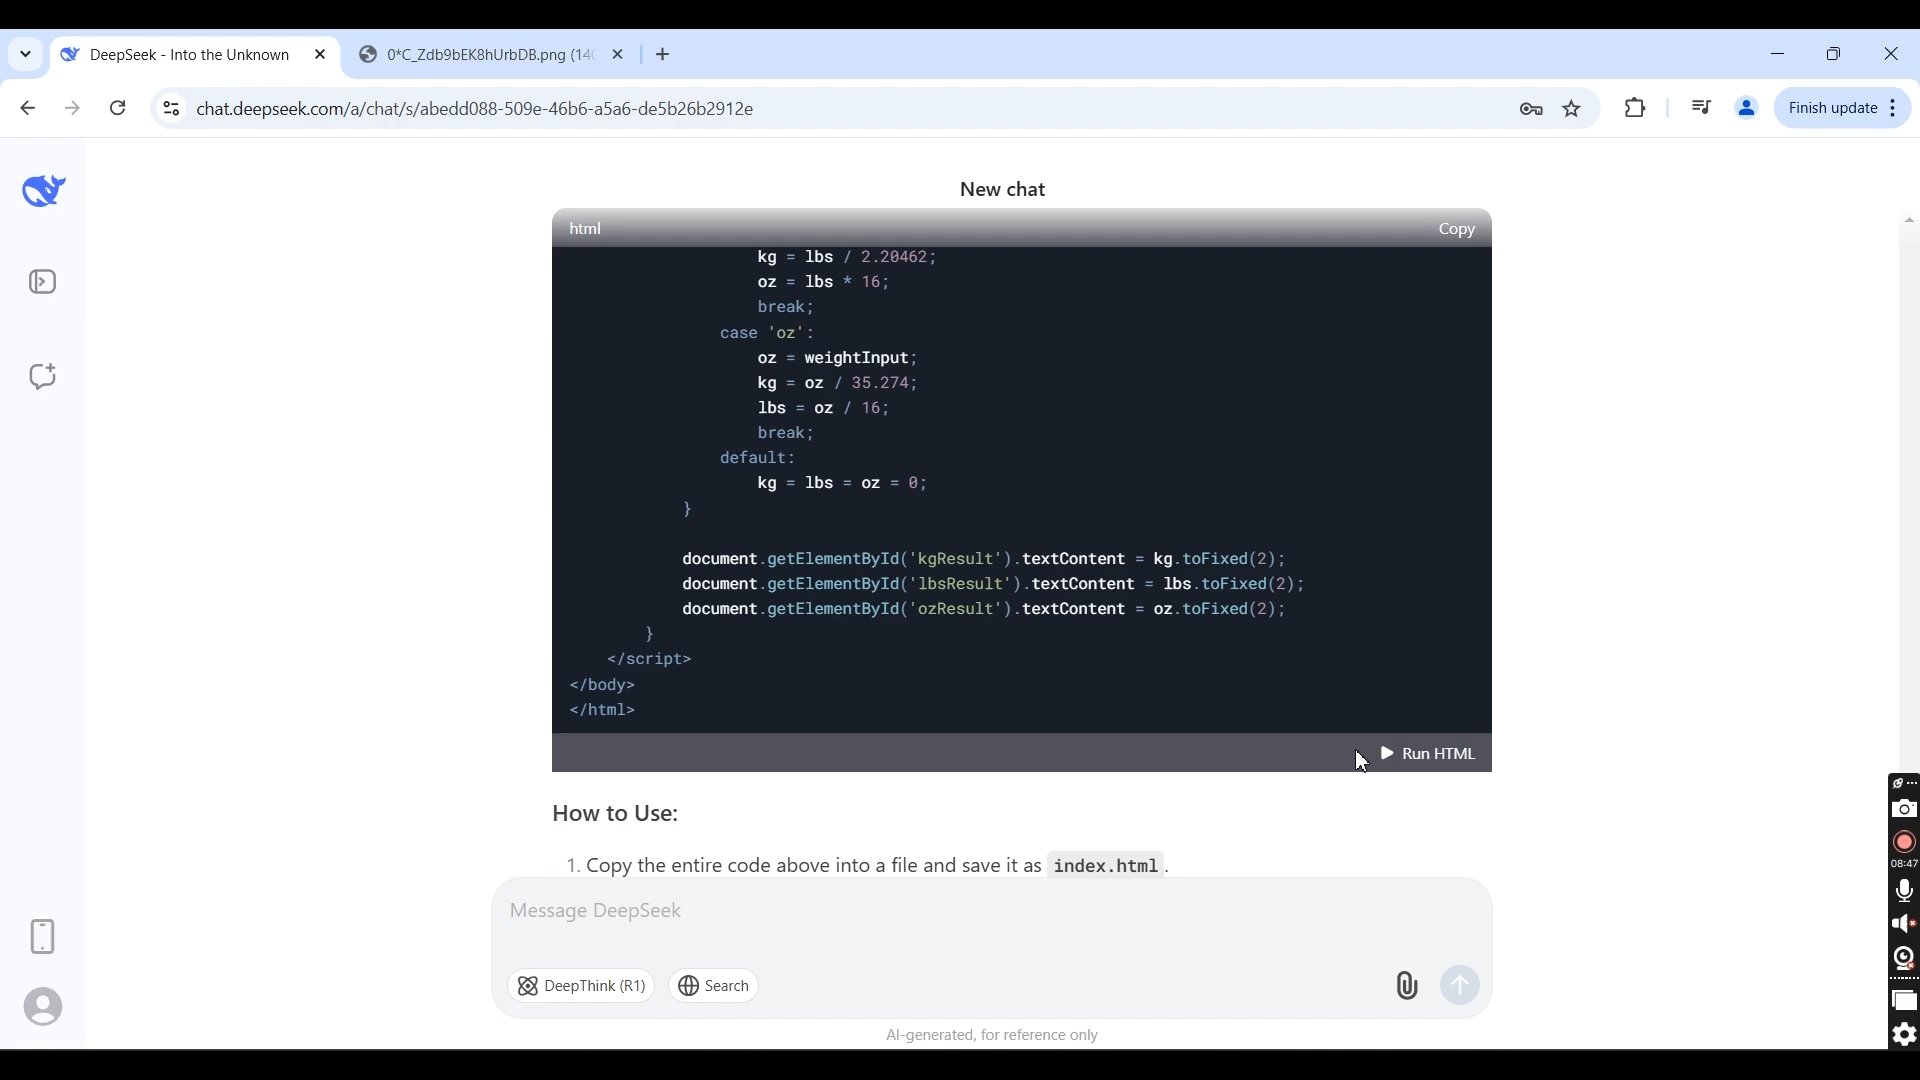 DeepSeek - Into the Unknown
0*C_Zdb9bEK8hUrbDB.png (140
chat.deepseek.com/a/chat/s/abedd088-509e-46b6-a5a6-de5b26b2912e
Finish update
New chat
html
Copy
kg = lbs / 2.20462;
oz = lbs * 16;
break;
case 'oz':
oz = weightInput;
kg = oz / 35.274;
lbs = oz / 16;
break;
default:
kg = lbs = oz = 0;
}
document.getElementById('kgResult').textContent = kg.toFixed(2);
document.getElementById('lbsResult').textContent = lbs.toFixed(2);
document.getElementById('ozResult').textContent = oz.toFixed(2);
}
</script>
</body>
</html>
Run HTML
How to Use:
1. Copy the entire code above into a file and save it as index.html.
Message DeepSeek
DeepThink (R1)
Search
AI-generated, for reference only
08:47